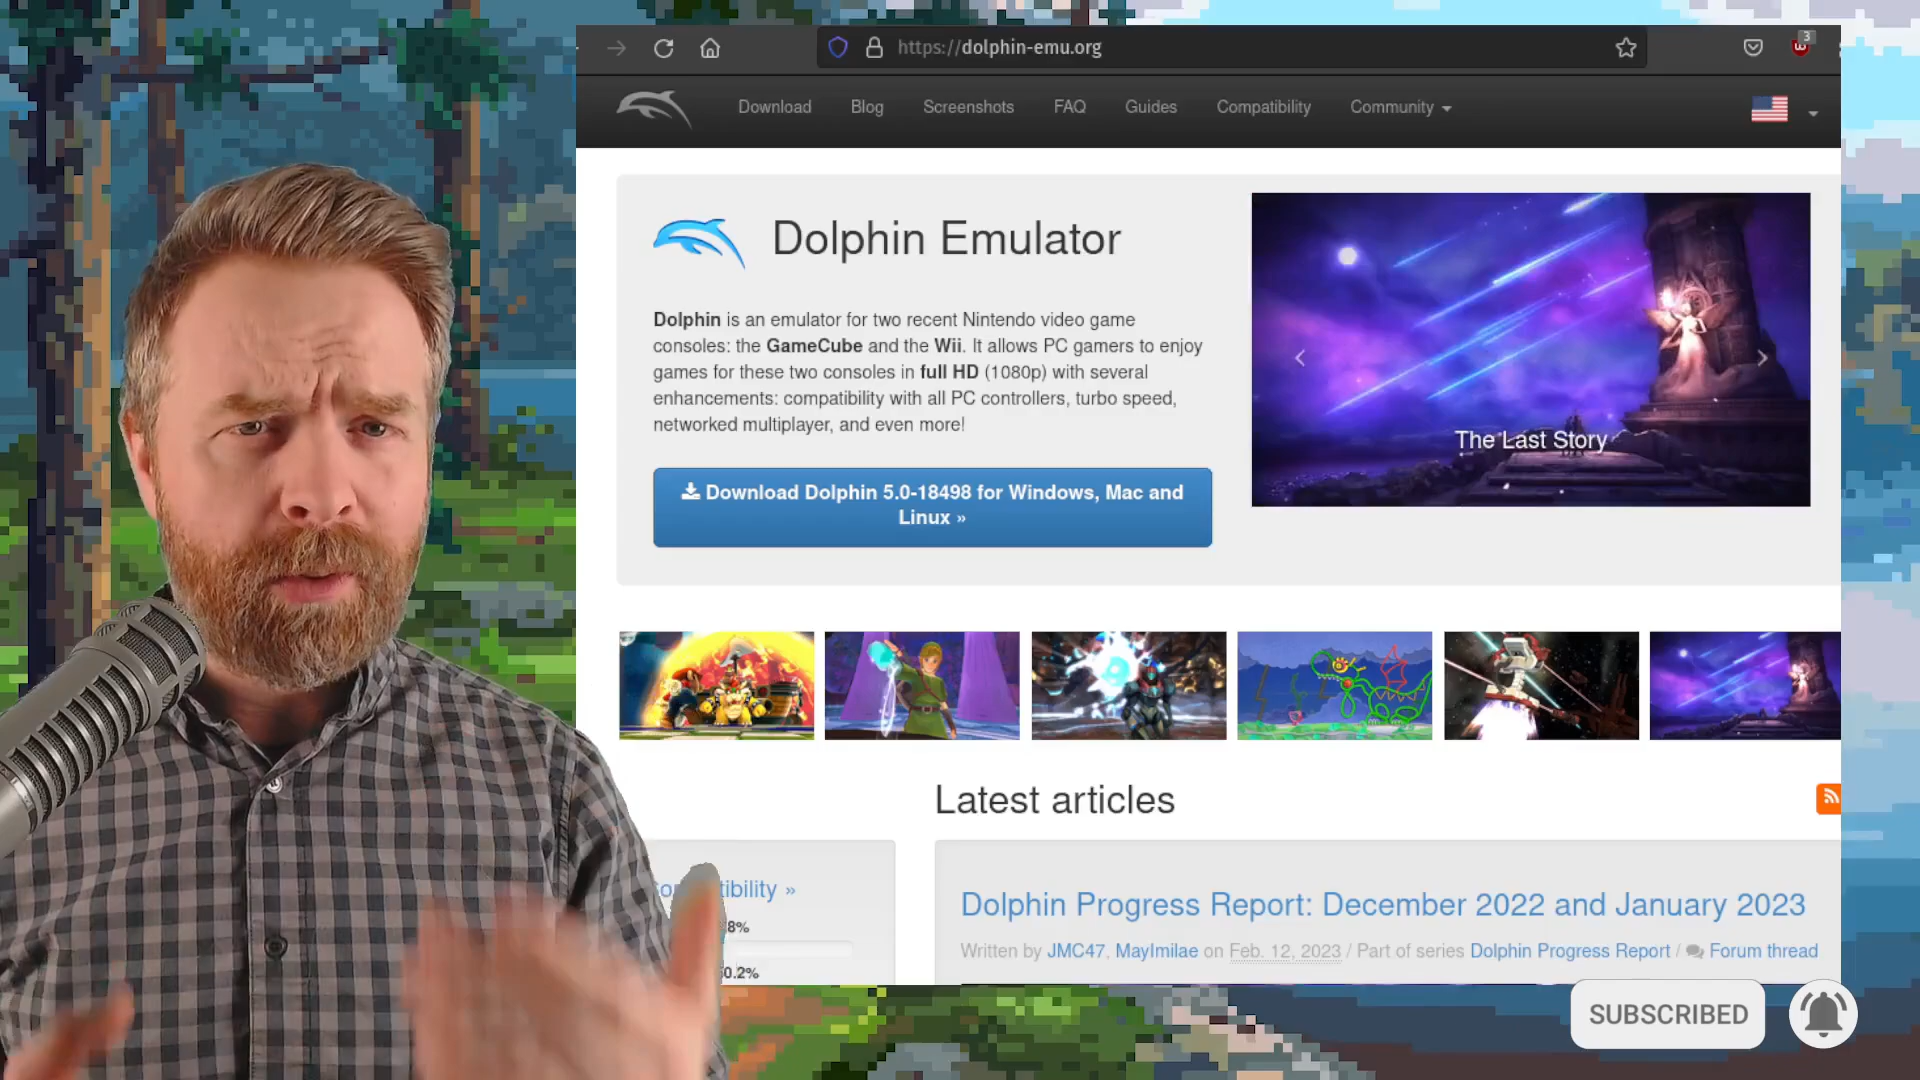 3
https://dolphin-emu.org
Download Blog Screenshots FAQ Guides Compatibility Community
Dolphin Emulator
Dolphin is an emulator for two recent Nintendo video game
consoles: the GameCube and the Wii. It allows PC gamers to enjoy
games for these two consoles in full HD (1080p) with several
enhancements: compatibility with all PC controllers, turbo speed,
networked multiplayer, and even more!
Download Dolphin 5.0-18498 for Windows, Mac and
Linux »
The Last Story
Latest articles
»
Dolphin Progress Report: December 2022 and January 2023
Written by JMC47, MayImilae on Feb. 12, 2023 / Part of series Dolphin Progress Report / Forum thread
SUBSCRIBED